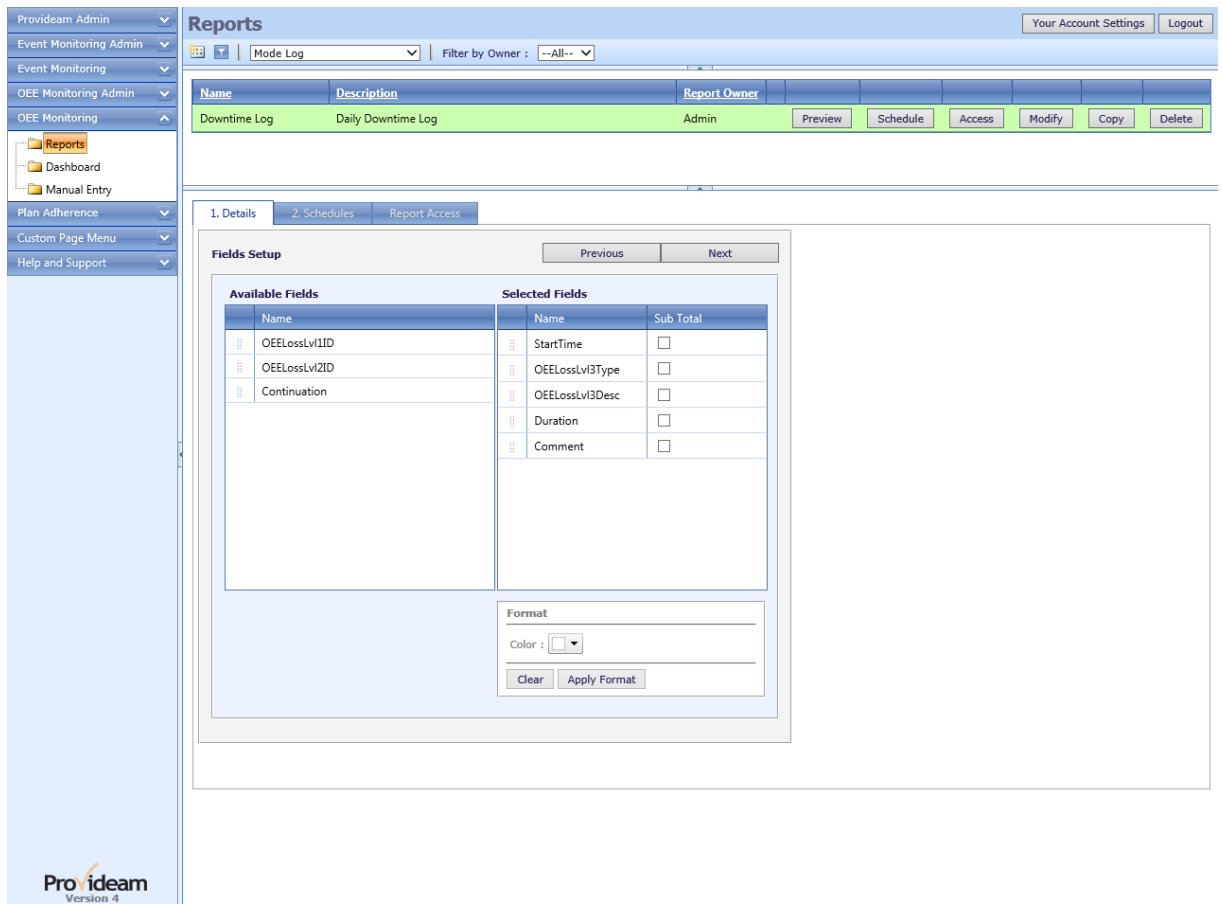 Provideam Admin
Event Monitoring Admin
Event Monitoring
OEE Monitoring Admin
OEE Monitoring
Reports
Dashboard
Manual Entry
Plan Adherence
Custom Page Menu
Help and Support
Provideam
Version 4
Reports
Your Account Settings Logout
Mode Log Filter by Owner : --All--
Name Description Report Owner
Downtime Log Daily Downtime Log Admin Preview Schedule Access Modify Copy Delete
1. Details 2. Schedules Report Access
Fields Setup Previous Next
Available Fields Selected Fields
Name Name Sub Total
OEELossLvl1ID StartTime
OEELossLvl2ID OEELossLvl3Type
Continuation OEELossLvl3Desc
Duration
Comment
Format
Color :
Clear Apply Format